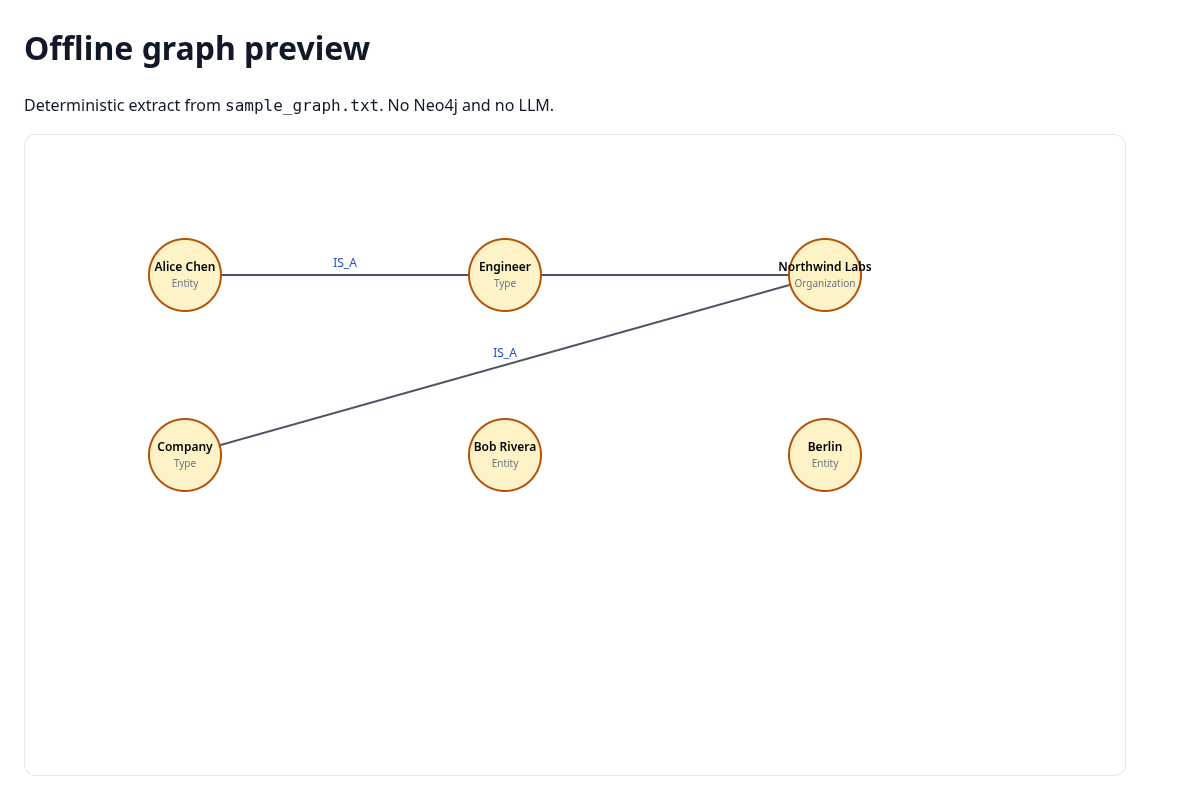 Offline graph preview
Deterministic extract from sample_graph.txt. No Neo4j and no LLM.
Alice Chen
Entity
IS_A
Engineer
Type
Northwind Labs
Organization
IS_A
Company
Type
Bob Rivera
Entity
Berlin
Entity